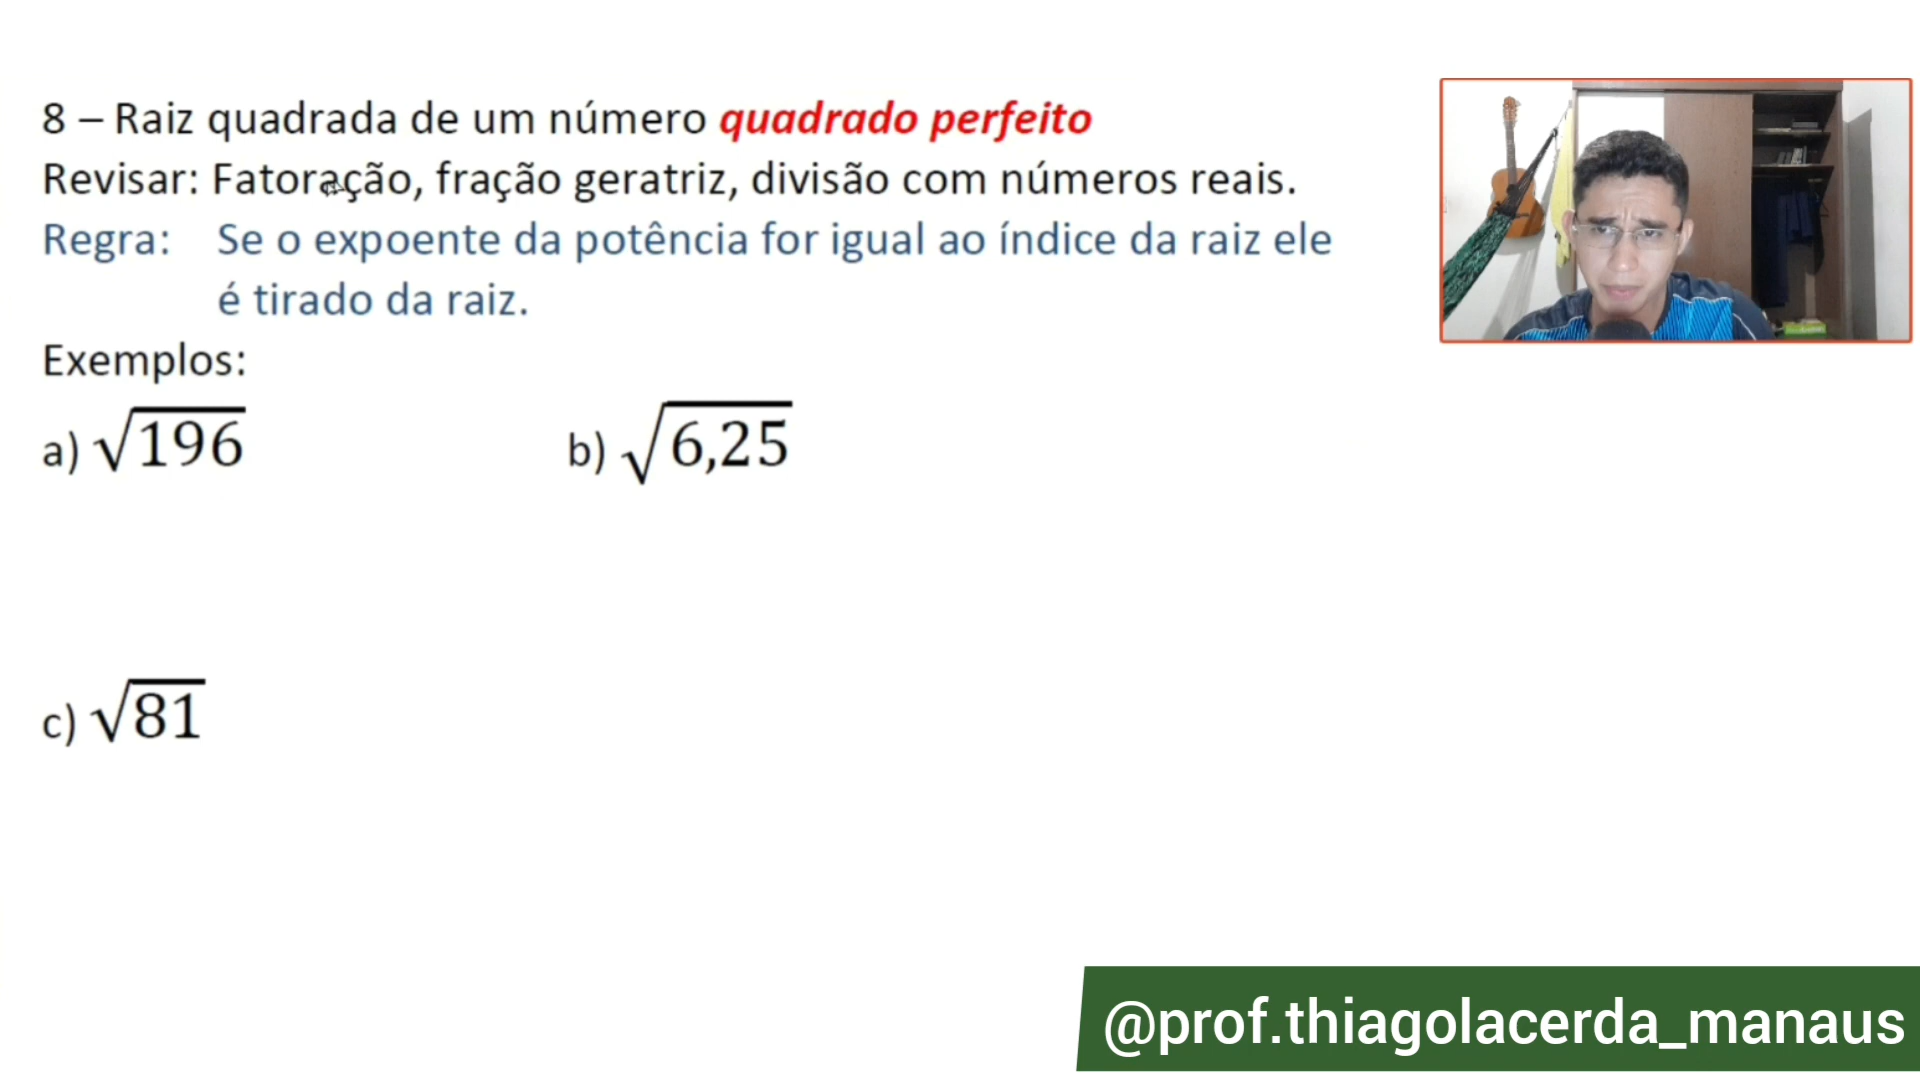 8 – Raiz quadrada de um número quadrado perfeito
Revisar: Fatoração, fração geratriz, divisão com números reais.
Regra: Se o expoente da potência for igual ao índice da raiz ele
é tirado da raiz.
Exemplos:
a) √196 b) √6,25
c) √81
@prof.thiagolacerda_manaus